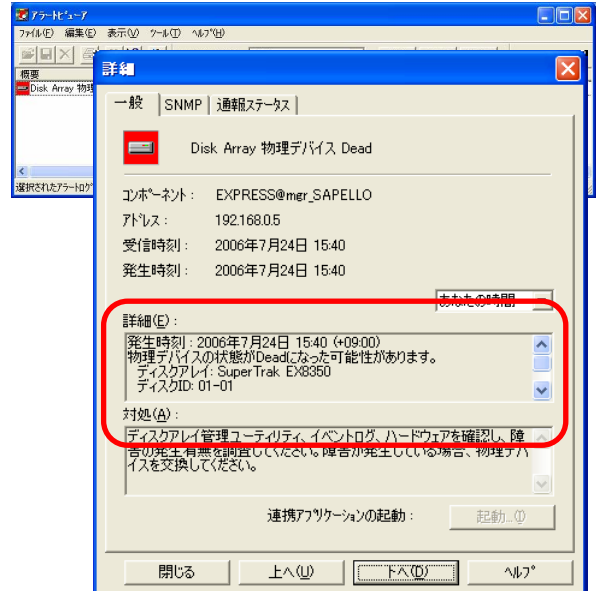 アラートビューア
ファイル(F) 編集(E) 表示(V) ツール(T) ヘルプ(H)
概要
Disk Array 物理
選択されたアラートログ
詳細
一般 SNMP 通報ステータス
Disk Array 物理デバイス Dead
コンポーネント： EXPRESS@mgr_SAPELLO
アドレス： 192.168.0.5
受信時刻： 2006年7月24日 15:40
発生時刻： 2006年7月24日 15:40
あなたの時間
詳細(E)：
発生時刻：2006年7月24日 15:40 (+09:00)
物理デバイスの状態がDeadになった可能性があります。
ディスクアレイ: SuperTrak EX8350
ディスクID: 01-01
対処(A)：
ディスクアレイ管理ユーティリティ、イベントログ、ハードウェアを確認し、障
害の発生有無を調査してください。障害が発生している場合、物理デバ
イスを交換してください。
連携アプリケーションの起動： 起動...(I)
閉じる 上へ(U) 下へ(D) ヘルプ